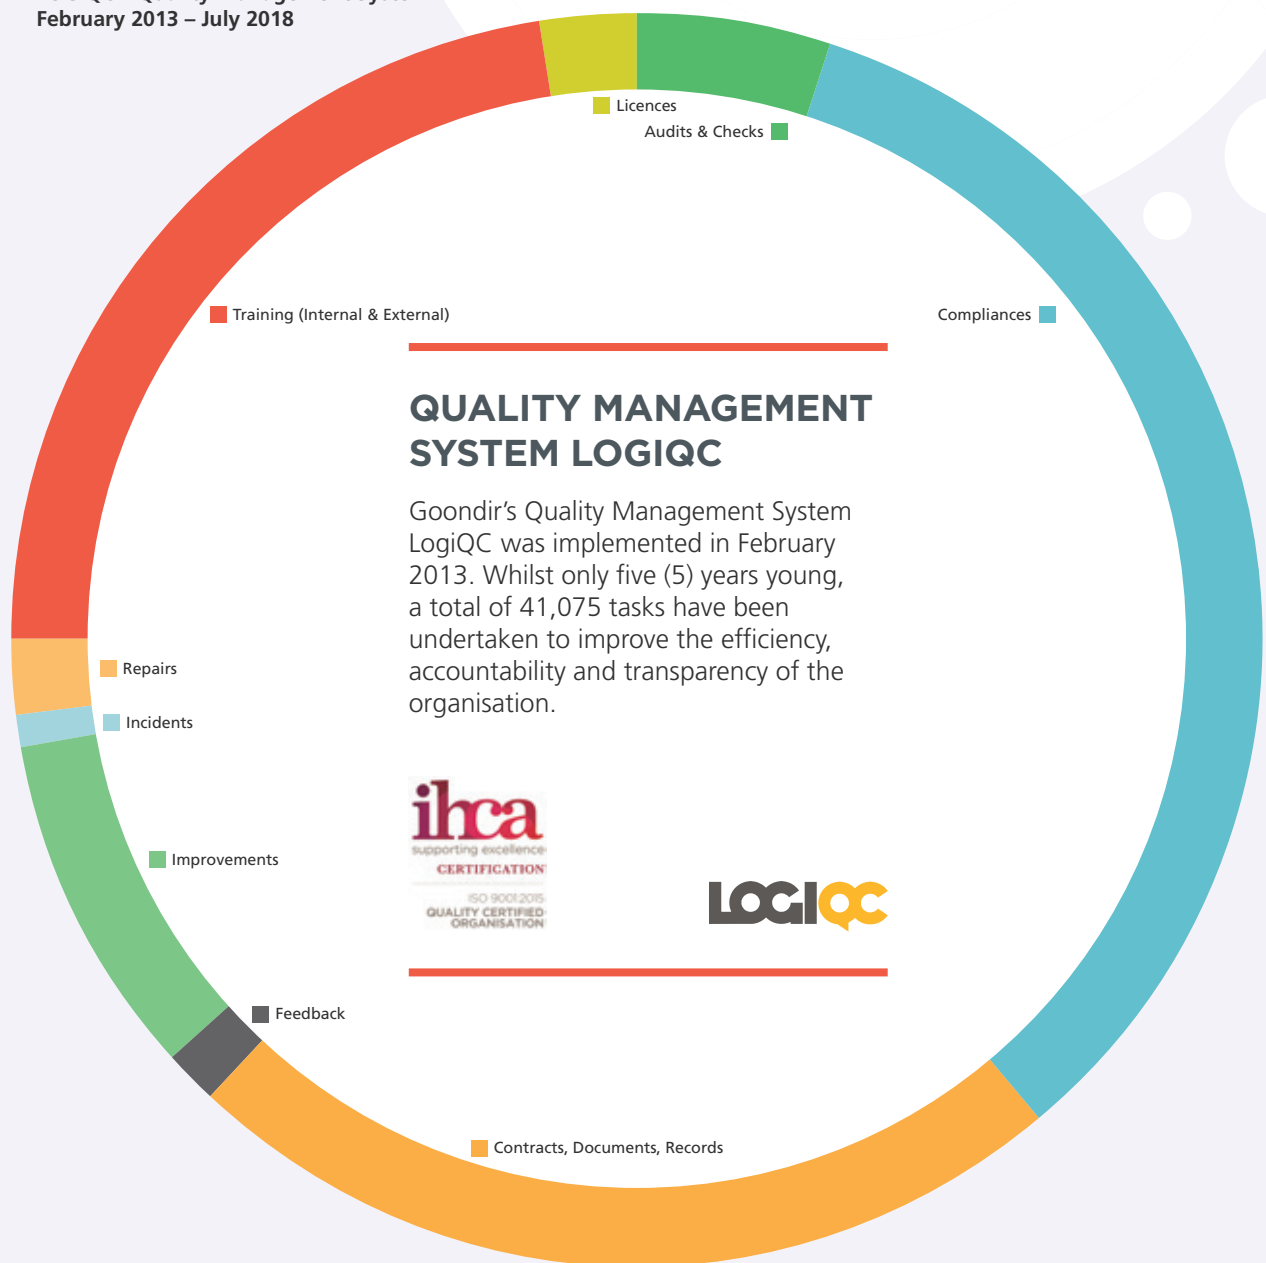 February 2013 – July 2018
Licences
Audits & Checks
Training (Internal & External)
Compliances
QUALITY MANAGEMENT
SYSTEM LOGIQC
Goondir’s Quality Management System
LogiQC was implemented in February
2013. Whilst only five (5) years young,
a total of 41,075 tasks have been
undertaken to improve the efficiency,
accountability and transparency of the
organisation.
Repairs
Incidents
Improvements
ihca
supporting excellence
CERTIFICATION
ISO 9001:2015
QUALITY CERTIFIED
ORGANISATION
LOGIQC
Feedback
Contracts, Documents, Records